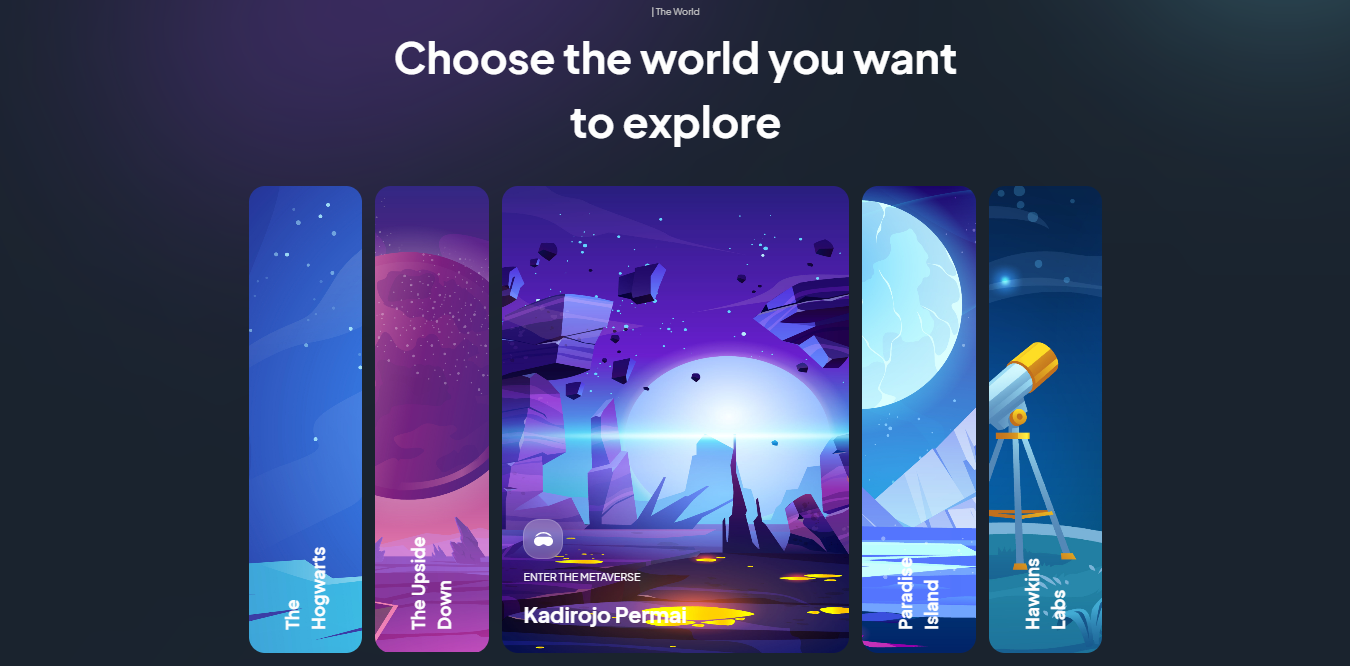 | The World
Choose the world you want
to explore
The
Hogwarts
The Upside
Down
ENTER THE METAVERSE
Kadirojo Permai
Paradise
Island
Hawkins
Labs